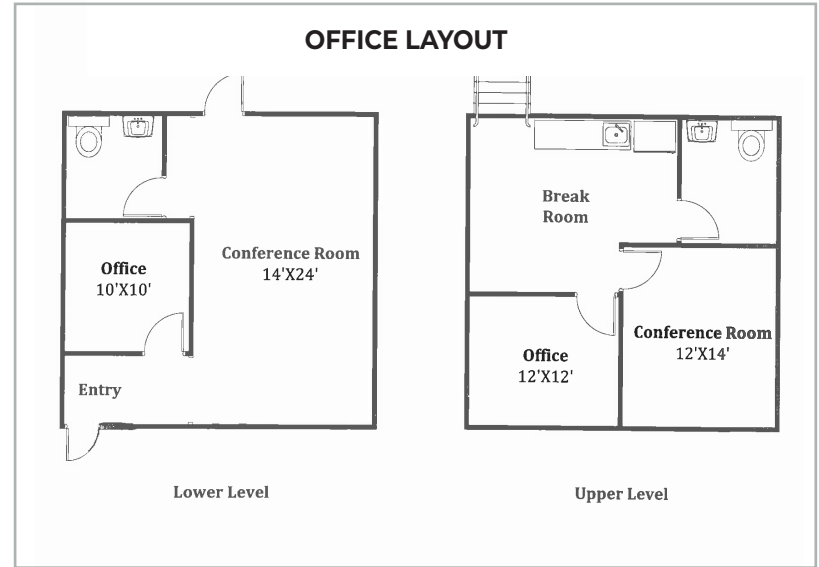 OFFICE LAYOUT
Conference Room
14'X24'
Office
10'X10'
Entry
Lower Level
Break
Room
Conference Room
12'X14'
Office
12'X12'
Upper Level